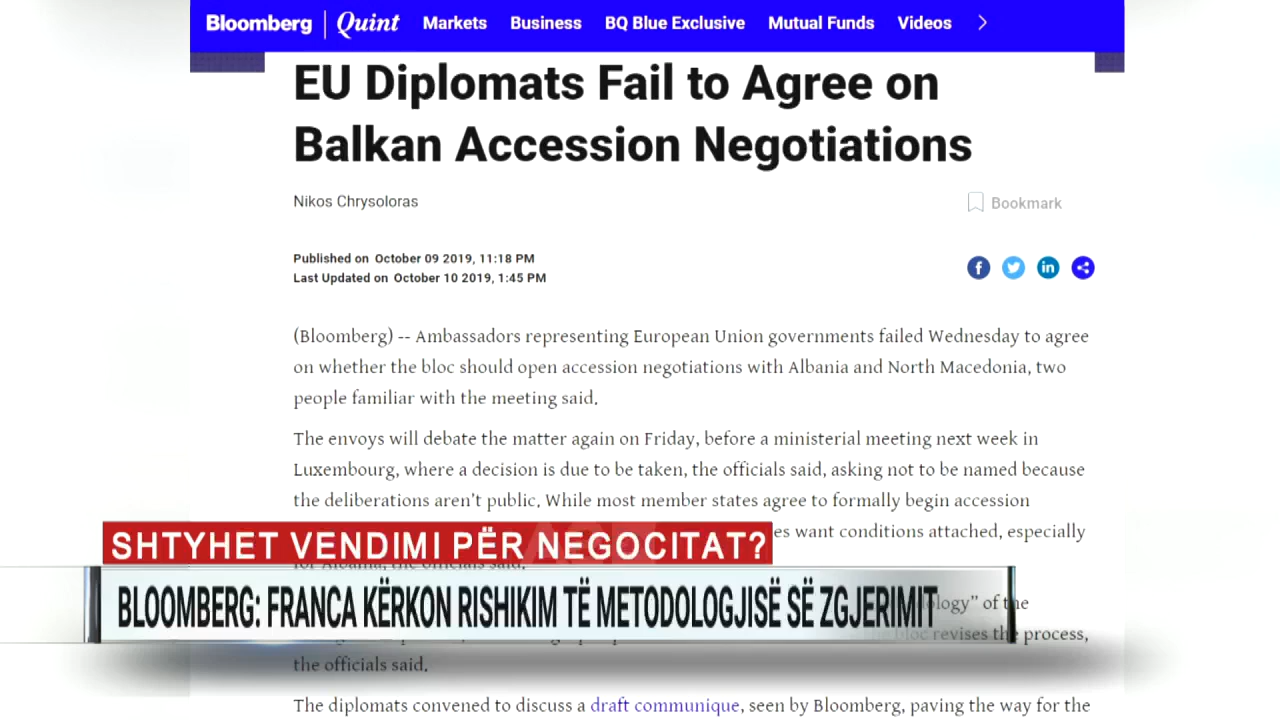 Bloomberg | Quint Markets Business BQ Blue Exclusive Mutual Funds Videos
EU Diplomats Fail to Agree on
Balkan Accession Negotiations
Nikos Chrysoloras
Bookmark
Published on October 09 2019, 11:18 PM
Last Updated on October 10 2019, 1:45 PM
(Bloomberg) -- Ambassadors representing European Union governments failed Wednesday to agree
on whether the bloc should open accession negotiations with Albania and North Macedonia, two
people familiar with the meeting said.
The envoys will debate the matter again on Friday, before a ministerial meeting next week in
Luxembourg, where a decision is due to be taken, the officials said, asking not to be named because
the deliberations aren't public. While most member states agree to formally begin accession
want conditions attached, especially
SHTYHET VENDIMI PËR NEGOCITAT?
BLOOMBERG: FRANCA KËRKON RISHIKIM TË METODOLOGJISË SË ZGJERIMIT
of the
bloc revises the process,
the officials said.
The diplomats convened to discuss a draft communique, seen by Bloomberg, paving the way for the